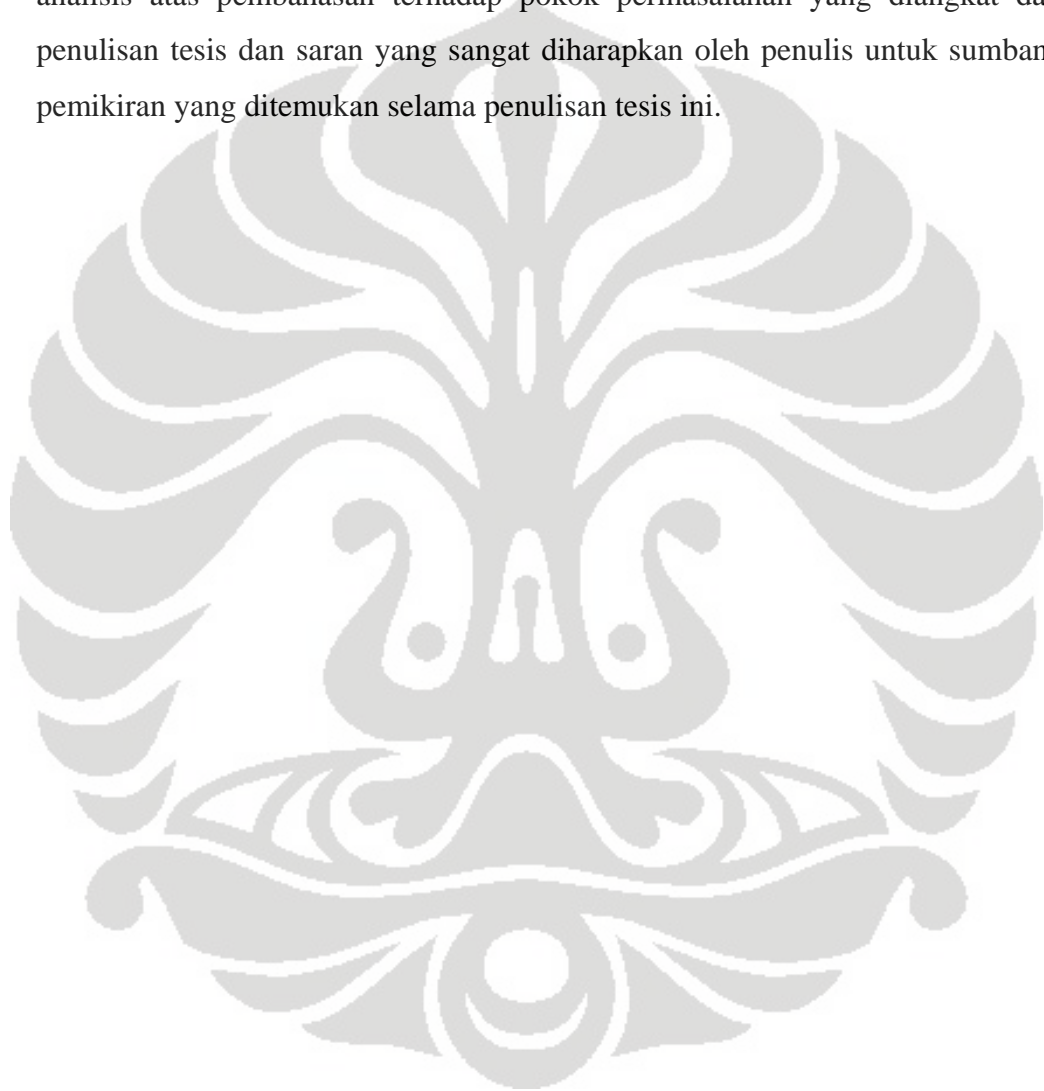 analisis atas pembahasan terhadap pokok permasalahan yang diangkat da
penulisan tesis dan saran yang sangat diharapkan oleh penulis untuk sumban
pemikiran yang ditemukan selama penulisan tesis ini.